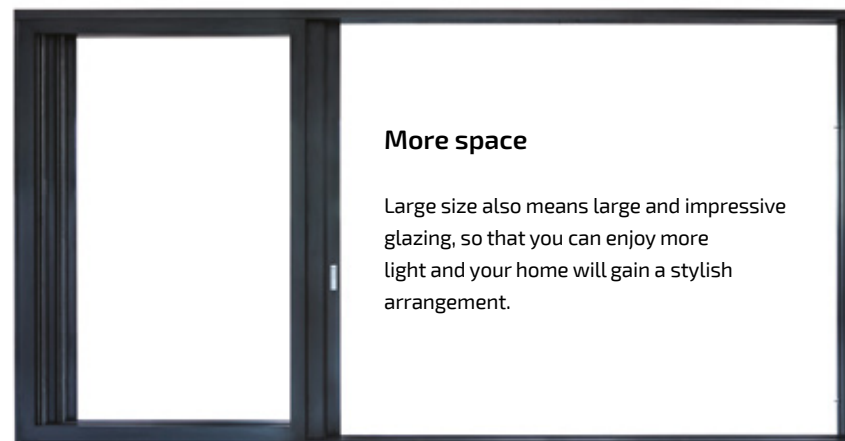 More space
Large size also means large and impressive
glazing, so that you can enjoy more
light and your home will gain a stylish
arrangement.